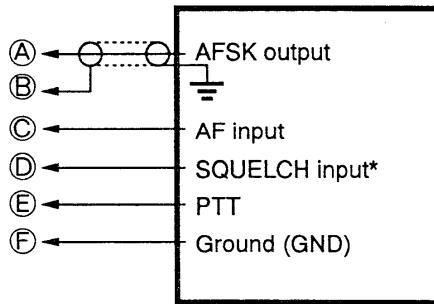 Ⓐ AFSK output
Ⓑ
Ⓒ AF input
Ⓓ SQUELCH input*
Ⓔ PTT
Ⓕ Ground (GND)